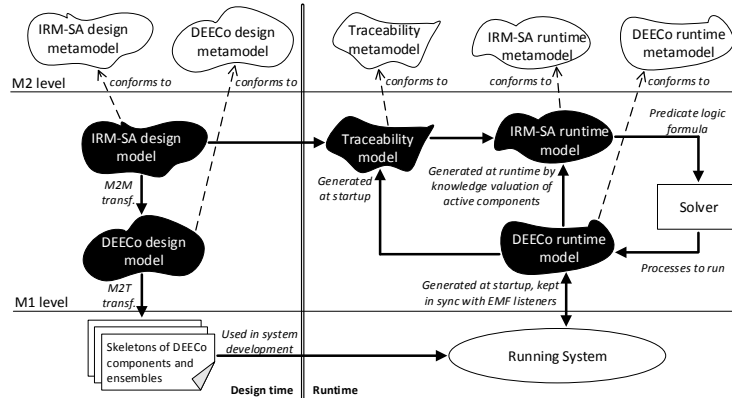 IRM-SA design
metamodel
DEECo design
metamodel
Traceability
metamodel
IRM-SA runtime
metamodel
DEECo runtime
metamodel
M2 level
conforms to
conforms to
conforms to
conforms to
conforms to
IRM-SA design
model
Traceability
model
IRM-SA runtime
model
Predicate logic
formula
M2M
transf.
Generated
at startup
Generated at runtime by
knowledge valuation of
active components
Solver
DEECo design
model
DEECo runtime
model
Processes to run
M2T
transf.
Generated at startup, kept
in sync with EMF listeners
M1 level
Skeletons of DEECo
components and
ensembles
Used in system
development
Running System
Design time
Runtime